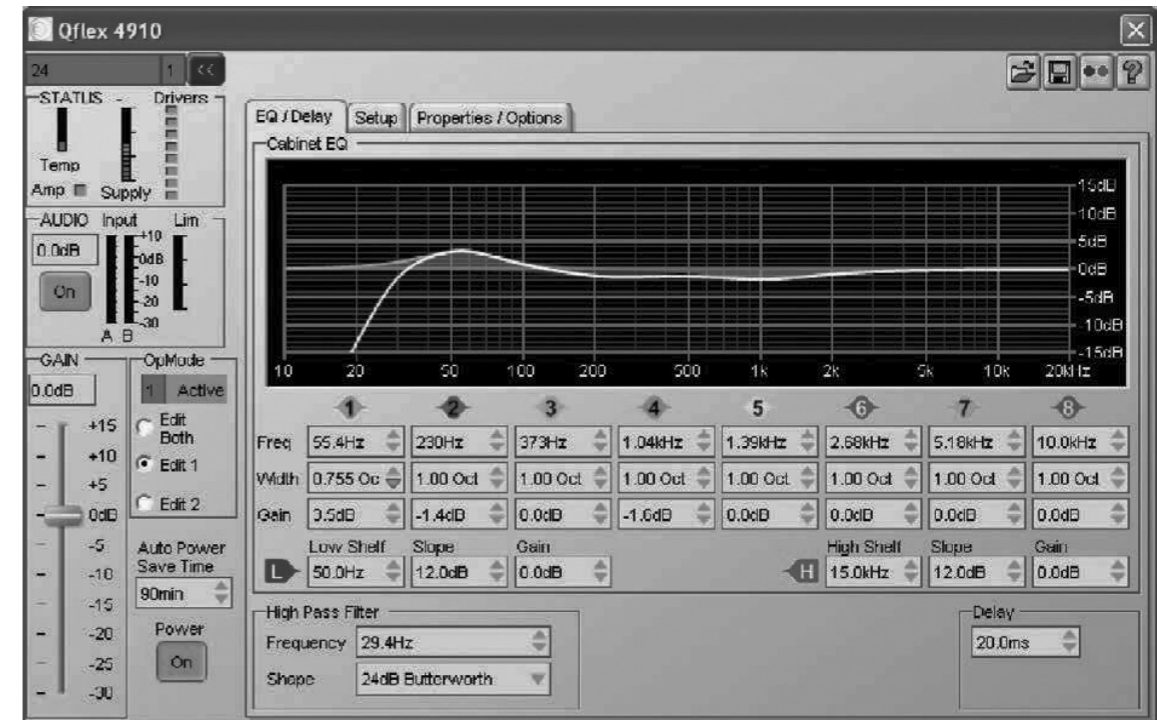 Qflex 4910
24 1 <<
STATUS - Drivers
Temp
Amp Supply
AUDIO Input Lim
0.0dB
+10
0dB
-10
-20
-30
On
A B
GAIN
0.0dB
+15
+10
+5
0dB
-5
-10
-15
-20
-25
-30
OpMode
1 Active
Edit Both
Edit 1
Edit 2
Auto Power
Save Time
90min
Power
On
EQ / Delay Setup Properties / Options
Cabinet EQ
15dB
10dB
5dB
0dB
-5dB
-10dB
-15dB
10 20 50 100 200 500 1k 2k 5k 10k 20kHz
1 2 3 4 5 6 7 8
Freq 55.4Hz 230Hz 373Hz 1.04kHz 1.39kHz 2.68kHz 5.18kHz 10.0kHz
Width 0.755 Oc 1.00 Oct 1.00 Oct 1.00 Oct 1.00 Oct 1.00 Oct 1.00 Oct 1.00 Oct
Gain 3.5dB -1.4dB 0.0dB -1.6dB 0.0dB 0.0dB 0.0dB 0.0dB
Low Shelf Slope Gain High Shelf Slope Gain
L 50.0Hz 12.0dB 0.0dB H 15.0kHz 12.0dB 0.0dB
High Pass Filter
Frequency 29.4Hz
Shape 24dB Butterworth
Delay
20.0ms
?